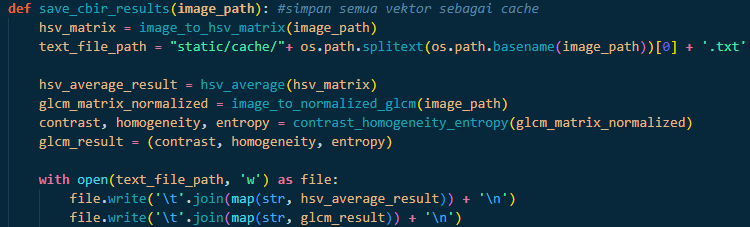 def save_cbir_results(image_path): #simpan semua vektor sebagai cache
    hsv_matrix = image_to_hsv_matrix(image_path)
    text_file_path = "static/cache/"+ os.path.splitext(os.path.basename(image_path))[0] + '.txt'

    hsv_average_result = hsv_average(hsv_matrix)
    glcm_matrix_normalized = image_to_normalized_glcm(image_path)
    contrast, homogeneity, entropy = contrast_homogeneity_entropy(glcm_matrix_normalized)
    glcm_result = (contrast, homogeneity, entropy)

    with open(text_file_path, 'w') as file:
        file.write('\t'.join(map(str, hsv_average_result)) + '\n')
        file.write('\t'.join(map(str, glcm_result)) + '\n')